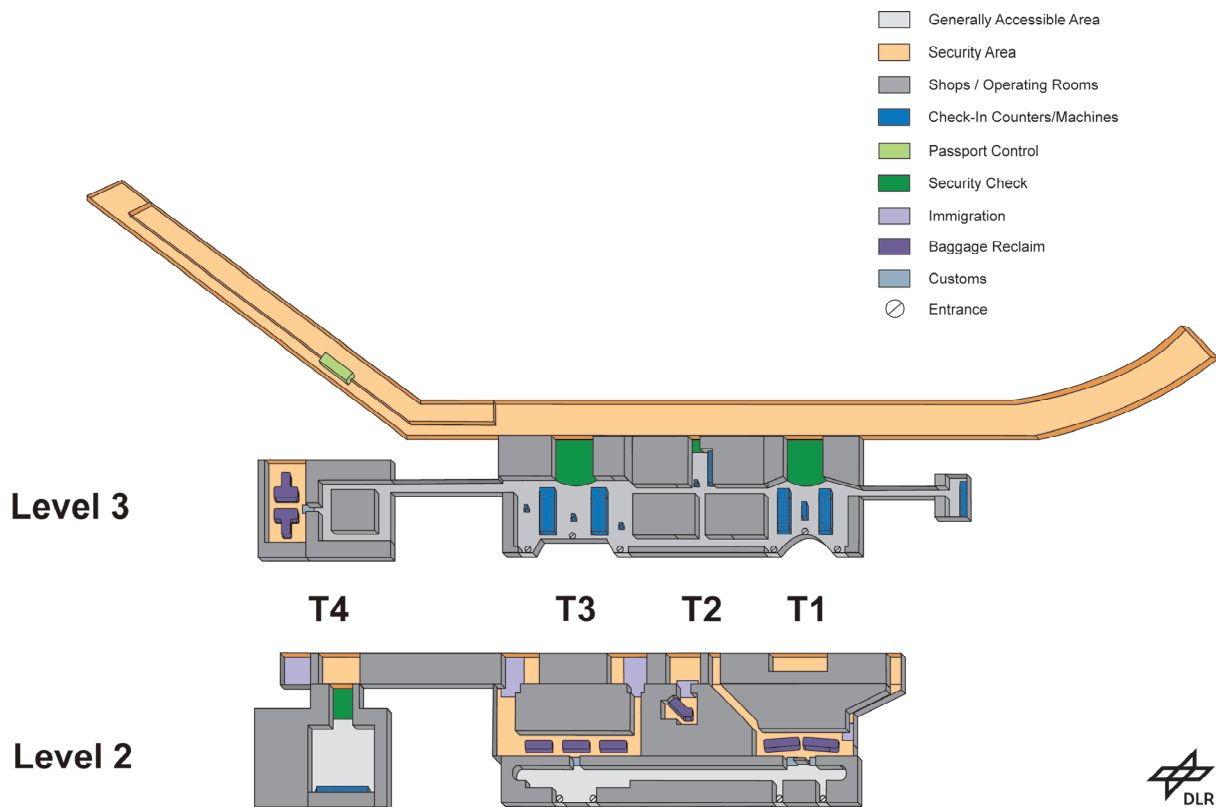 Generally Accessible Area
Security Area
Shops / Operating Rooms
Check-In Counters/Machines
Passport Control
Security Check
Immigration
Baggage Reclaim
Customs
Entrance
Level 3
T4
T3
T2
T1
Level 2
DLR